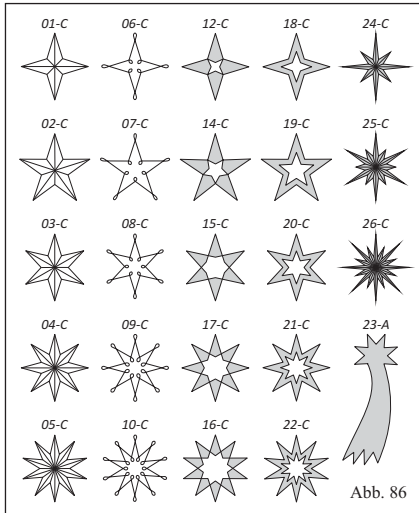 01-C 06-C 12-C 18-C 24-C
02-C 07-C 14-C 19-C 25-C
03-C 08-C 15-C 20-C 26-C
04-C 09-C 17-C 21-C 23-A
05-C 10-C 16-C 22-C
Abb. 86